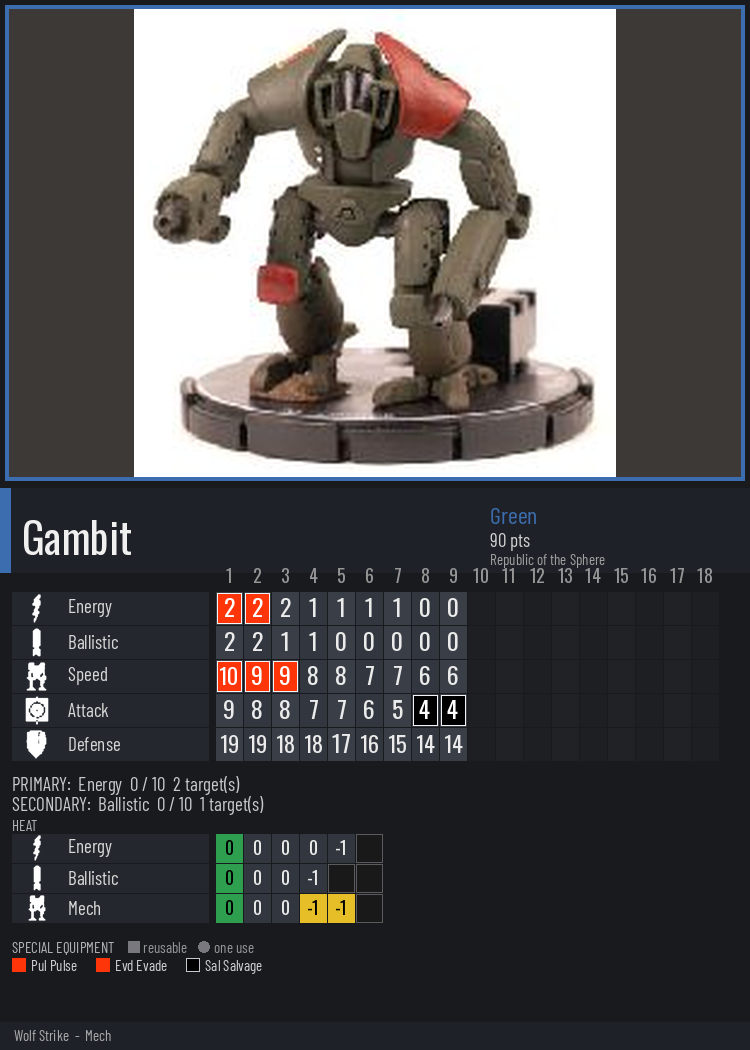 Gambit
Green
90 pts
Republic of the Sphere
1 2 3 4 5 6 7 8 9 10 11 12 13 14 15 16 17 18
Energy 2 2 2 1 1 1 1 0 0
Ballistic 2 2 1 1 0 0 0 0 0
Speed 10 9 9 8 8 7 7 6 6
Attack 9 8 8 7 7 6 5 4 4
Defense 19 19 18 18 17 16 15 14 14
PRIMARY: Energy 0 / 10 2 target(s)
SECONDARY: Ballistic 0 / 10 1 target(s)
HEAT
Energy 0 0 0 0 -1
Ballistic 0 0 0 -1
Mech 0 0 0 -1 -1
SPECIAL EQUIPMENT reusable one use
Pul Pulse Evd Evade Sal Salvage
Wolf Strike - Mech